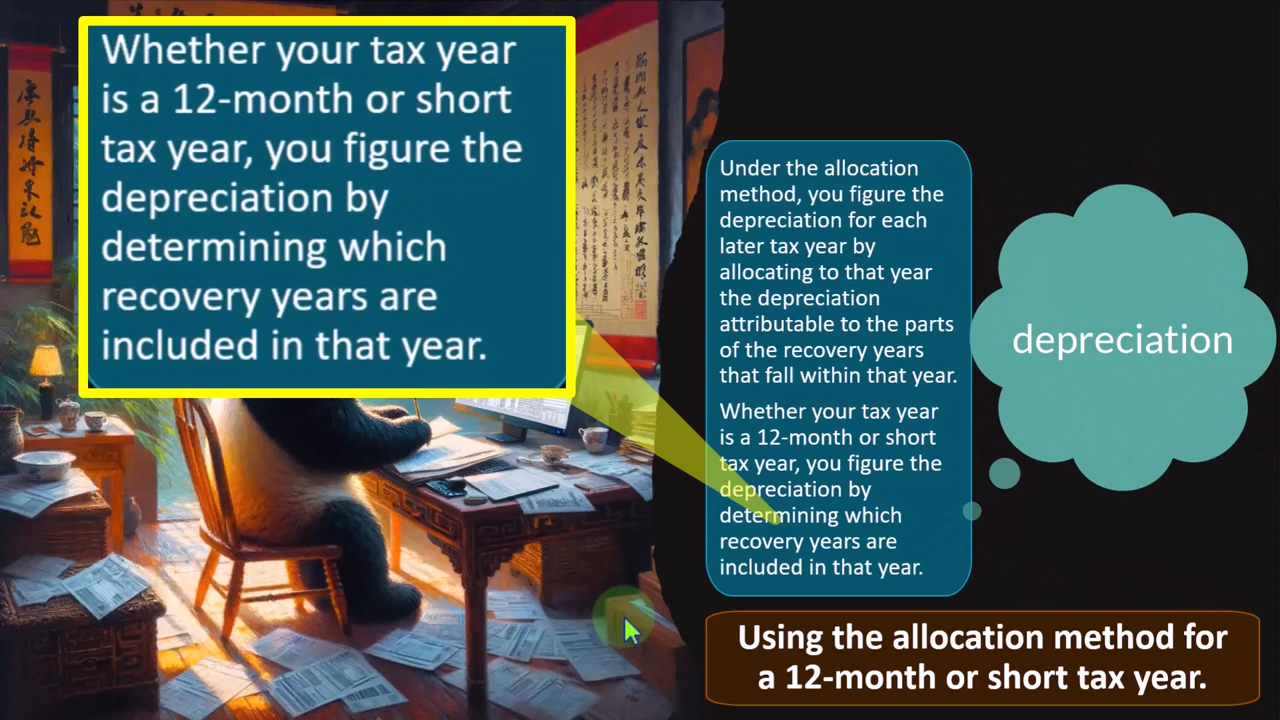 Whether your tax year
is a 12-month or short
tax year, you figure the
depreciation by
determining which
recovery years are
included in that year.
Under the allocation
method, you figure the
depreciation for each
later tax year by
allocating to that year
the depreciation
attributable to the parts
of the recovery years
that fall within that year.
Whether your tax year
is a 12-month or short
tax year, you figure the
depreciation by
determining which
recovery years are
included in that year.
depreciation
Using the allocation method for
a 12-month or short tax year.